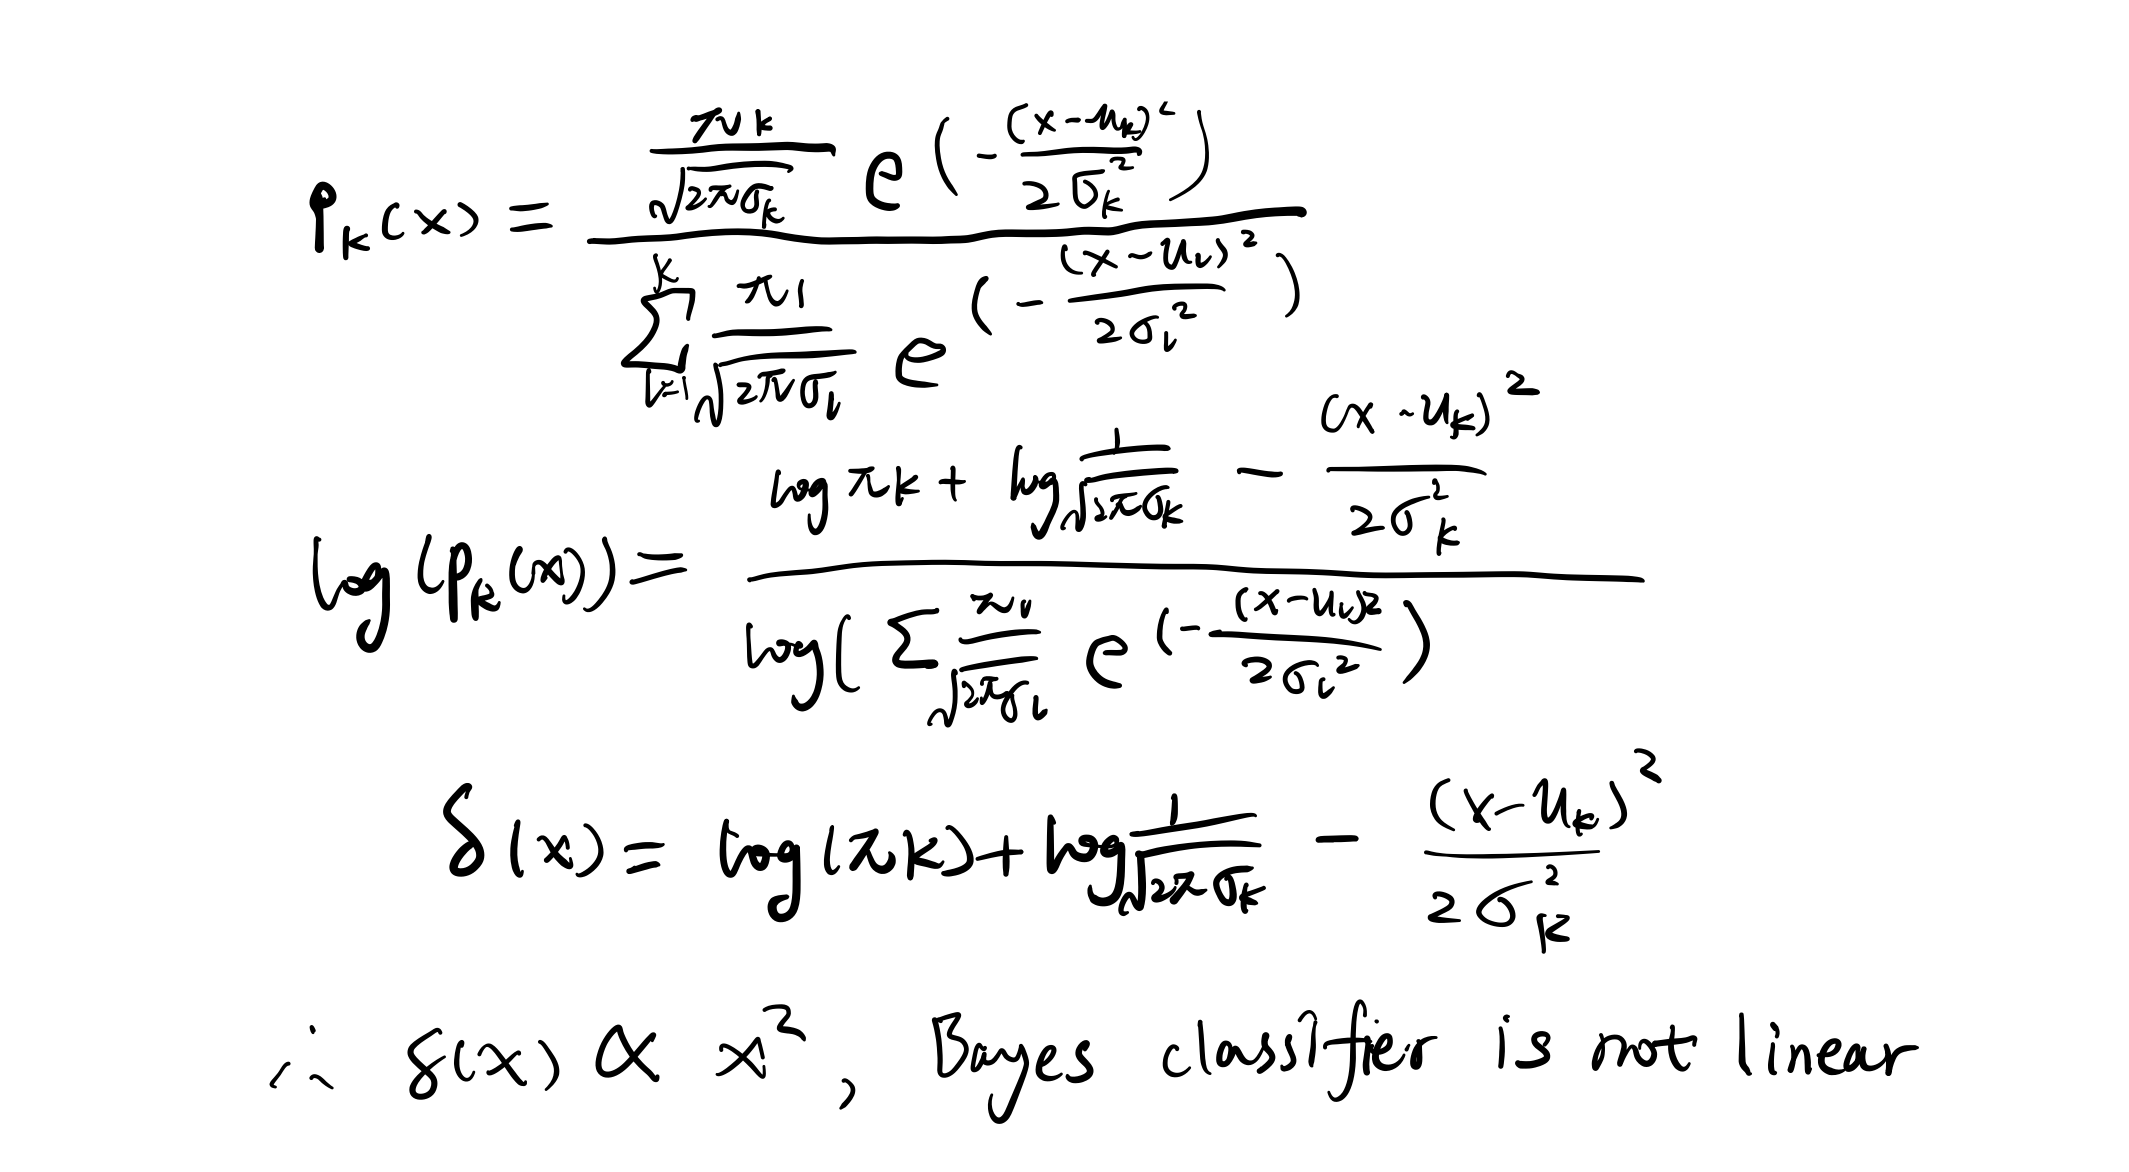 $p_k(x) = \frac{\frac{\pi_k}{\sqrt{2\pi\sigma_k}} e^{\left(-\frac{(x-u_k)^2}{2\sigma_k^2}\right)}}{\sum_{l=1}^{k} \frac{\pi_l}{\sqrt{2\pi\sigma_l}} e^{\left(-\frac{(x-u_l)^2}{2\sigma_l^2}\right)}}$
$\log(p_k(x)) = \frac{\log \pi_k + \log \frac{1}{\sqrt{2\pi\sigma_k}} - \frac{(x-u_k)^2}{2\sigma_k^2}}{\log\left(\sum \frac{\pi_l}{\sqrt{2\pi\sigma_l}} e^{\left(-\frac{(x-u_l)^2}{2\sigma_l^2}\right)}\right)}$
$\delta(x) = \log(\pi_k) + \log \frac{1}{\sqrt{2\pi\sigma_k}} - \frac{(x-u_k)^2}{2\sigma_k^2}$
∴ δ(x) ∝ x², Bayes classifier is not linear